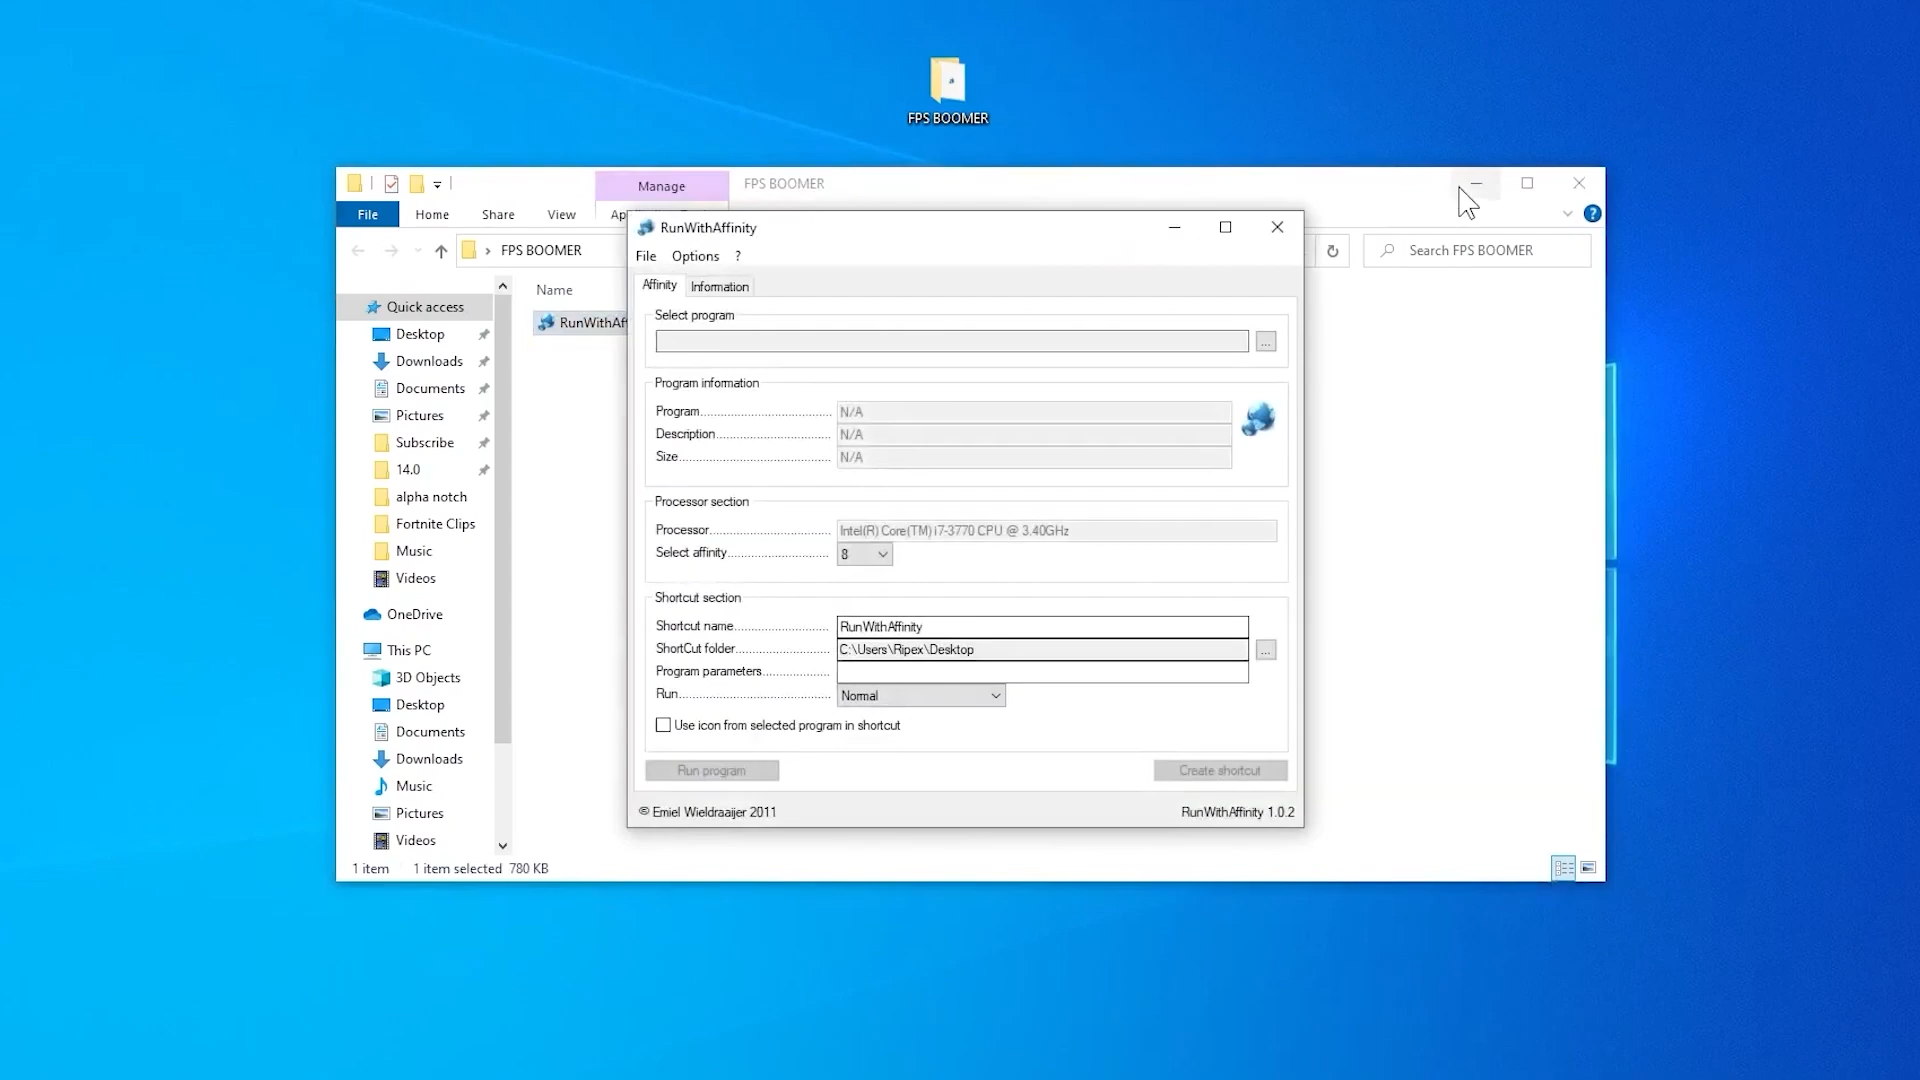 FPS BOOMER
Manage
FPS BOOMER
File
Home
Share
View
Ap
?
FPS BOOMER
Search FPS BOOMER
Quick access
Desktop
Downloads
Documents
Pictures
Subscribe
14.0
alpha notch
Fortnite Clips
Music
Videos
OneDrive
This PC
3D Objects
Desktop
Documents
Downloads
Music
Pictures
Videos
Name
RunWithAff
1 item
1 item selected 780 KB
RunWithAffinity
File Options ?
Affinity Information
Select program
...
Program information
Program................................. N/A
Description............................. N/A
Size....................................... N/A
Processor section
Processor............................... Intel(R) Core(TM) i7-3770 CPU @ 3.40GHz
Select affinity........................... 8
Shortcut section
Shortcut name........................ RunWithAffinity
ShortCut folder........................ C:\Users\Ripex\Desktop
...
Program parameters.................
Run........................................ Normal
Use icon from selected program in shortcut
Run program
Create shortcut
© Emiel Wieldraaijer 2011
RunWithAffinity 1.0.2